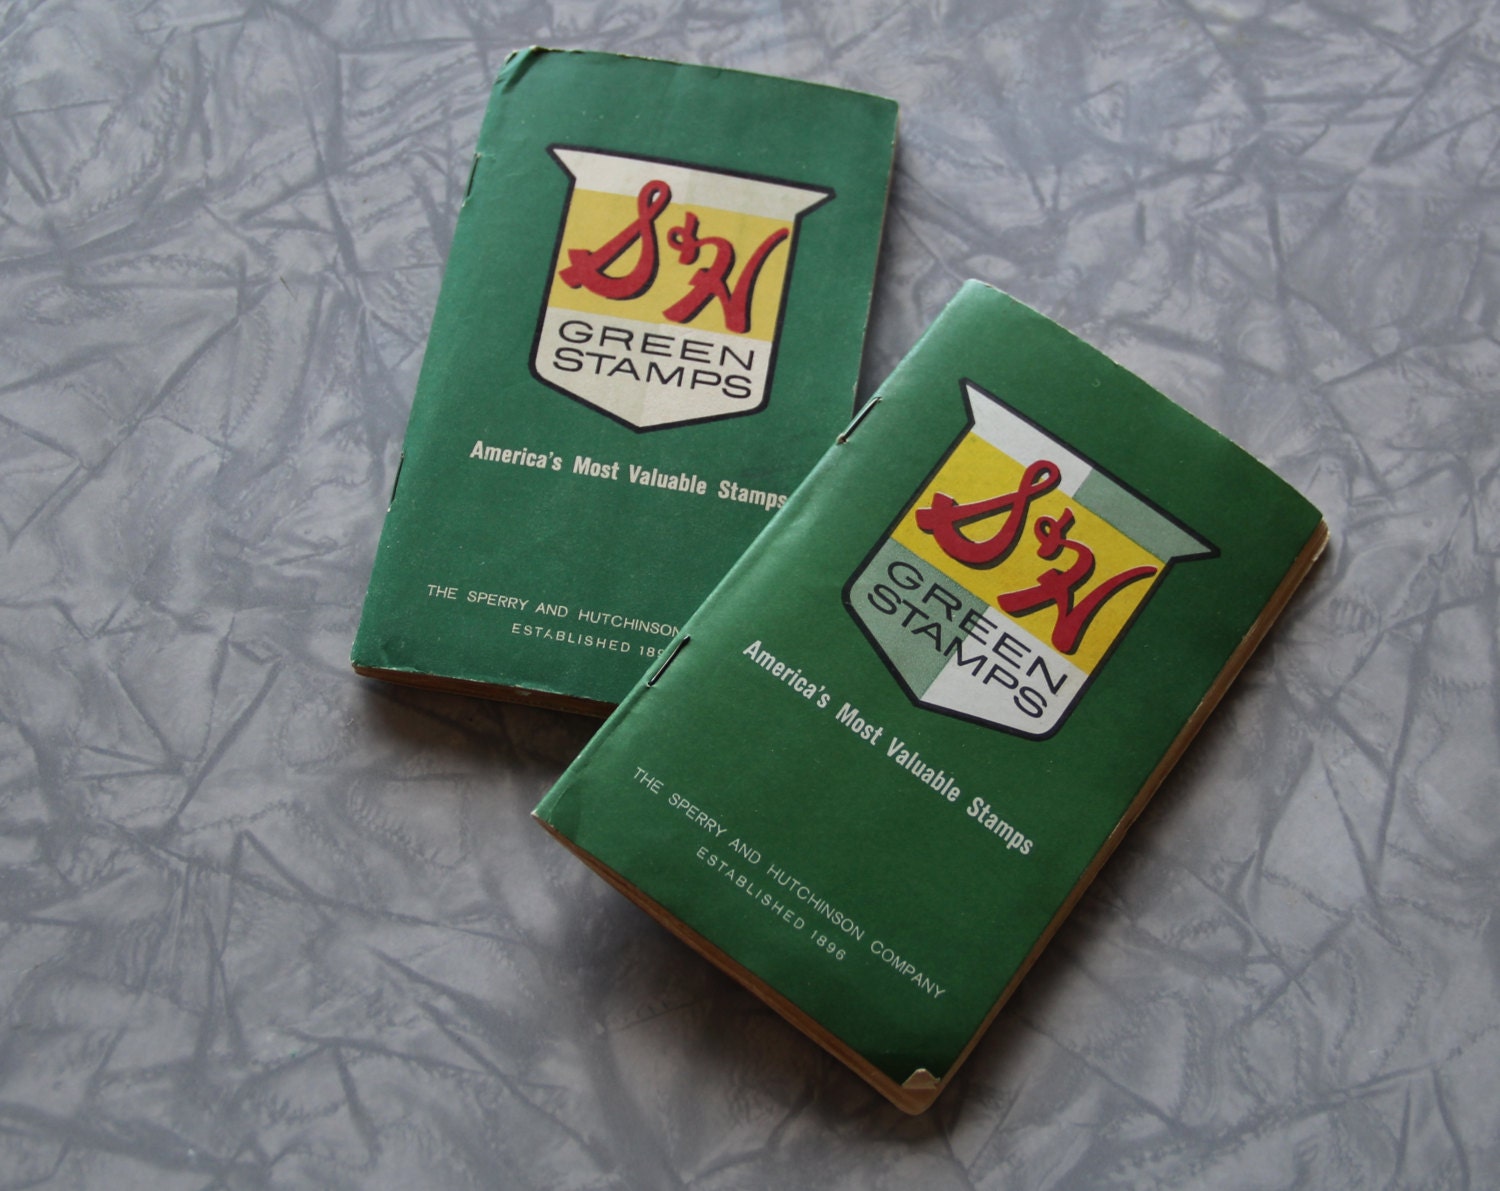 S&H
GREEN
STAMPS
America's Most Valuable Stamps
THE SPERRY AND HUTCHINSON
ESTABLISHED
S&H
GREEN
STAMPS
America's Most Valuable Stamps
THE SPERRY AND HUTCHINSON COMPANY
ESTABLISHED 1896